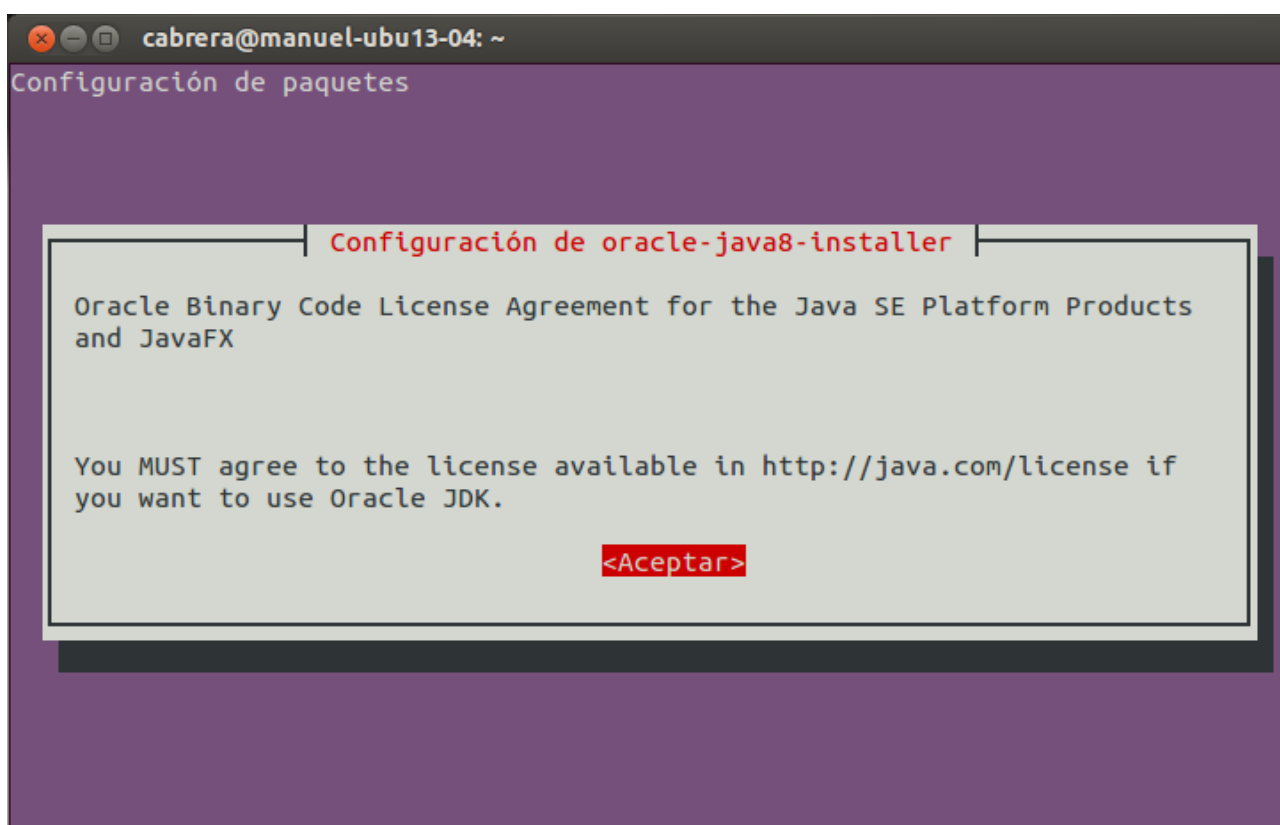 cabrera@manuel-ubu13-04: ~
Configuración de paquetes
Configuración de oracle-java8-installer
Oracle Binary Code License Agreement for the Java SE Platform Products
and JavaFX
You MUST agree to the license available in http://java.com/license if
you want to use Oracle JDK.
<Aceptar>